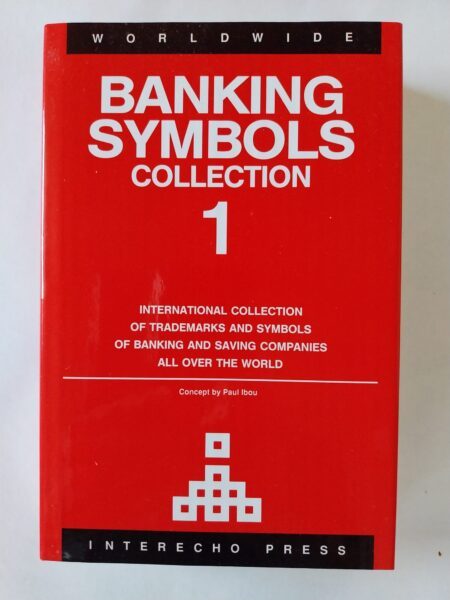 WORLDWIDE
BANKING
SYMBOLS
COLLECTION
1
INTERNATIONAL COLLECTION
OF TRADEMARKS AND SYMBOLS
OF BANKING AND SAVING COMPANIES
ALL OVER THE WORLD
Concept by Paul Ibou
INTERECHO PRESS